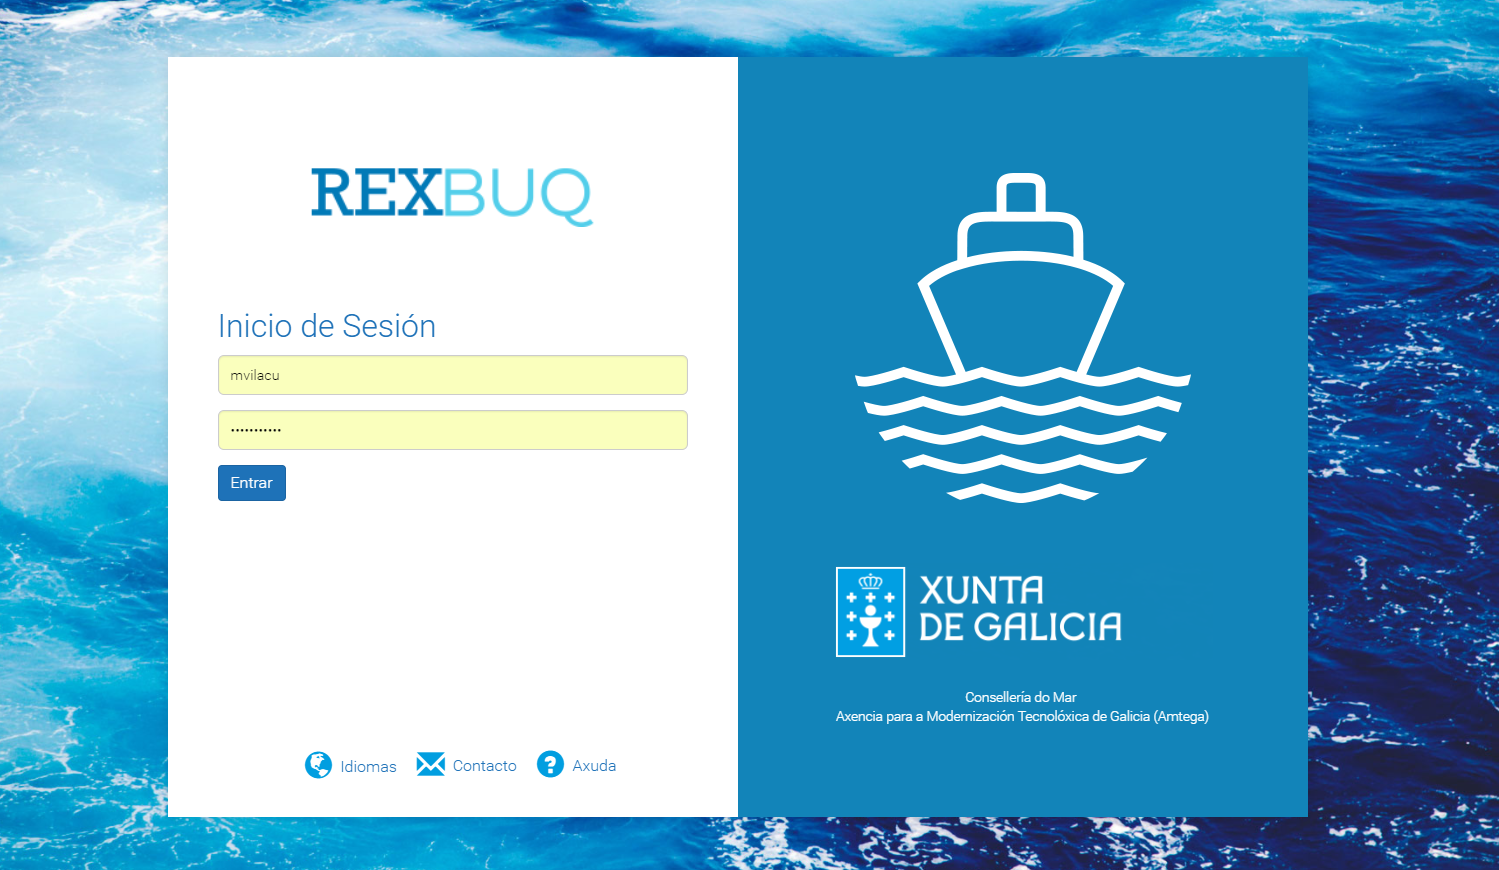 REXBUQ
Inicio de Sesión
mvilacu
•••••••••••
Entrar
Idiomas
Contacto
Axuda
XUNTA
DE GALICIA
Consellería do Mar
Axencia para a Modernización Tecnolóxica de Galicia (Amtega)